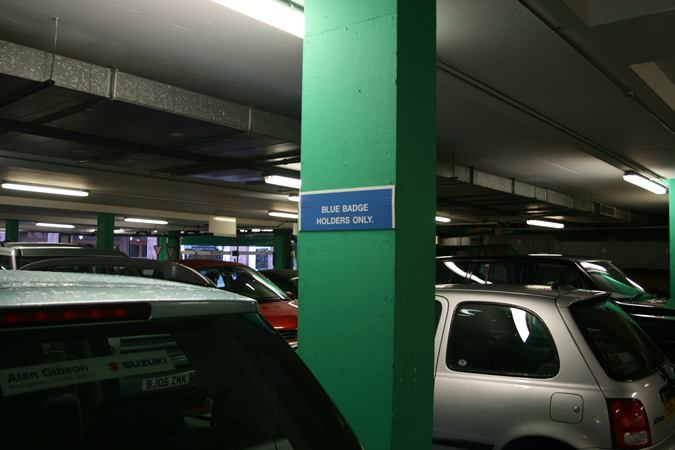 BLUE BADGE
HOLDERS ONLY.
Alan Gibson
SUZUKI
BJ06 ZNK